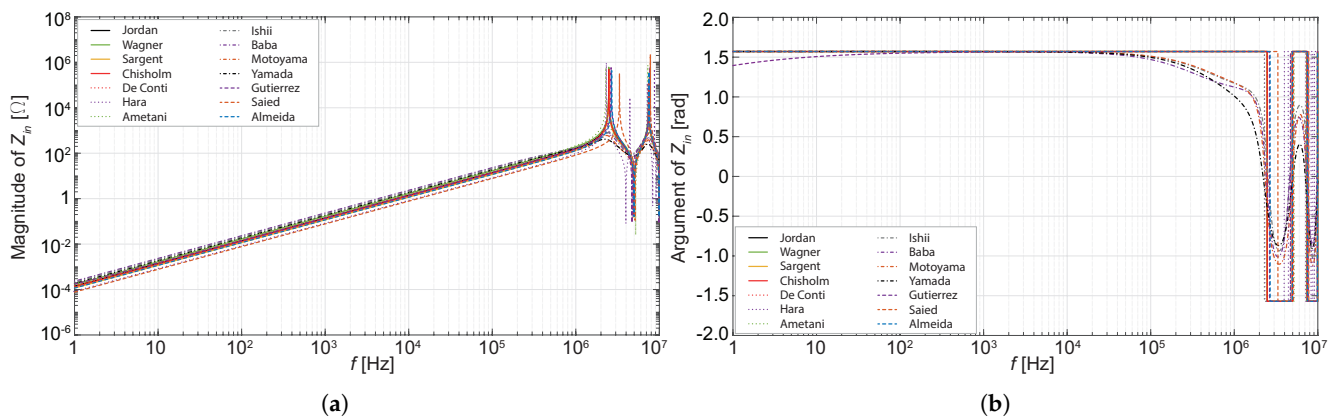 10^8
10^6
10^4
10^2
1
10^-2
10^-4
10^-6
Magnitude of Z_in [Ω]
Jordan
Wagner
Sargent
Chisholm
De Conti
Hara
Ametani
Ishii
Baba
Motoyama
Yamada
Gutierrez
Saied
Almeida
1 10 10^2 10^3 10^4 10^5 10^6 10^7
f [Hz]
(a)
2.0
1.5
1.0
0.5
0
-0.5
-1.0
-1.5
-2.0
Argument of Z_in [rad]
Jordan
Wagner
Sargent
Chisholm
De Conti
Hara
Ametani
Ishii
Baba
Motoyama
Yamada
Gutierrez
Saied
Almeida
1 10 10^2 10^3 10^4 10^5 10^6 10^7
f [Hz]
(b)